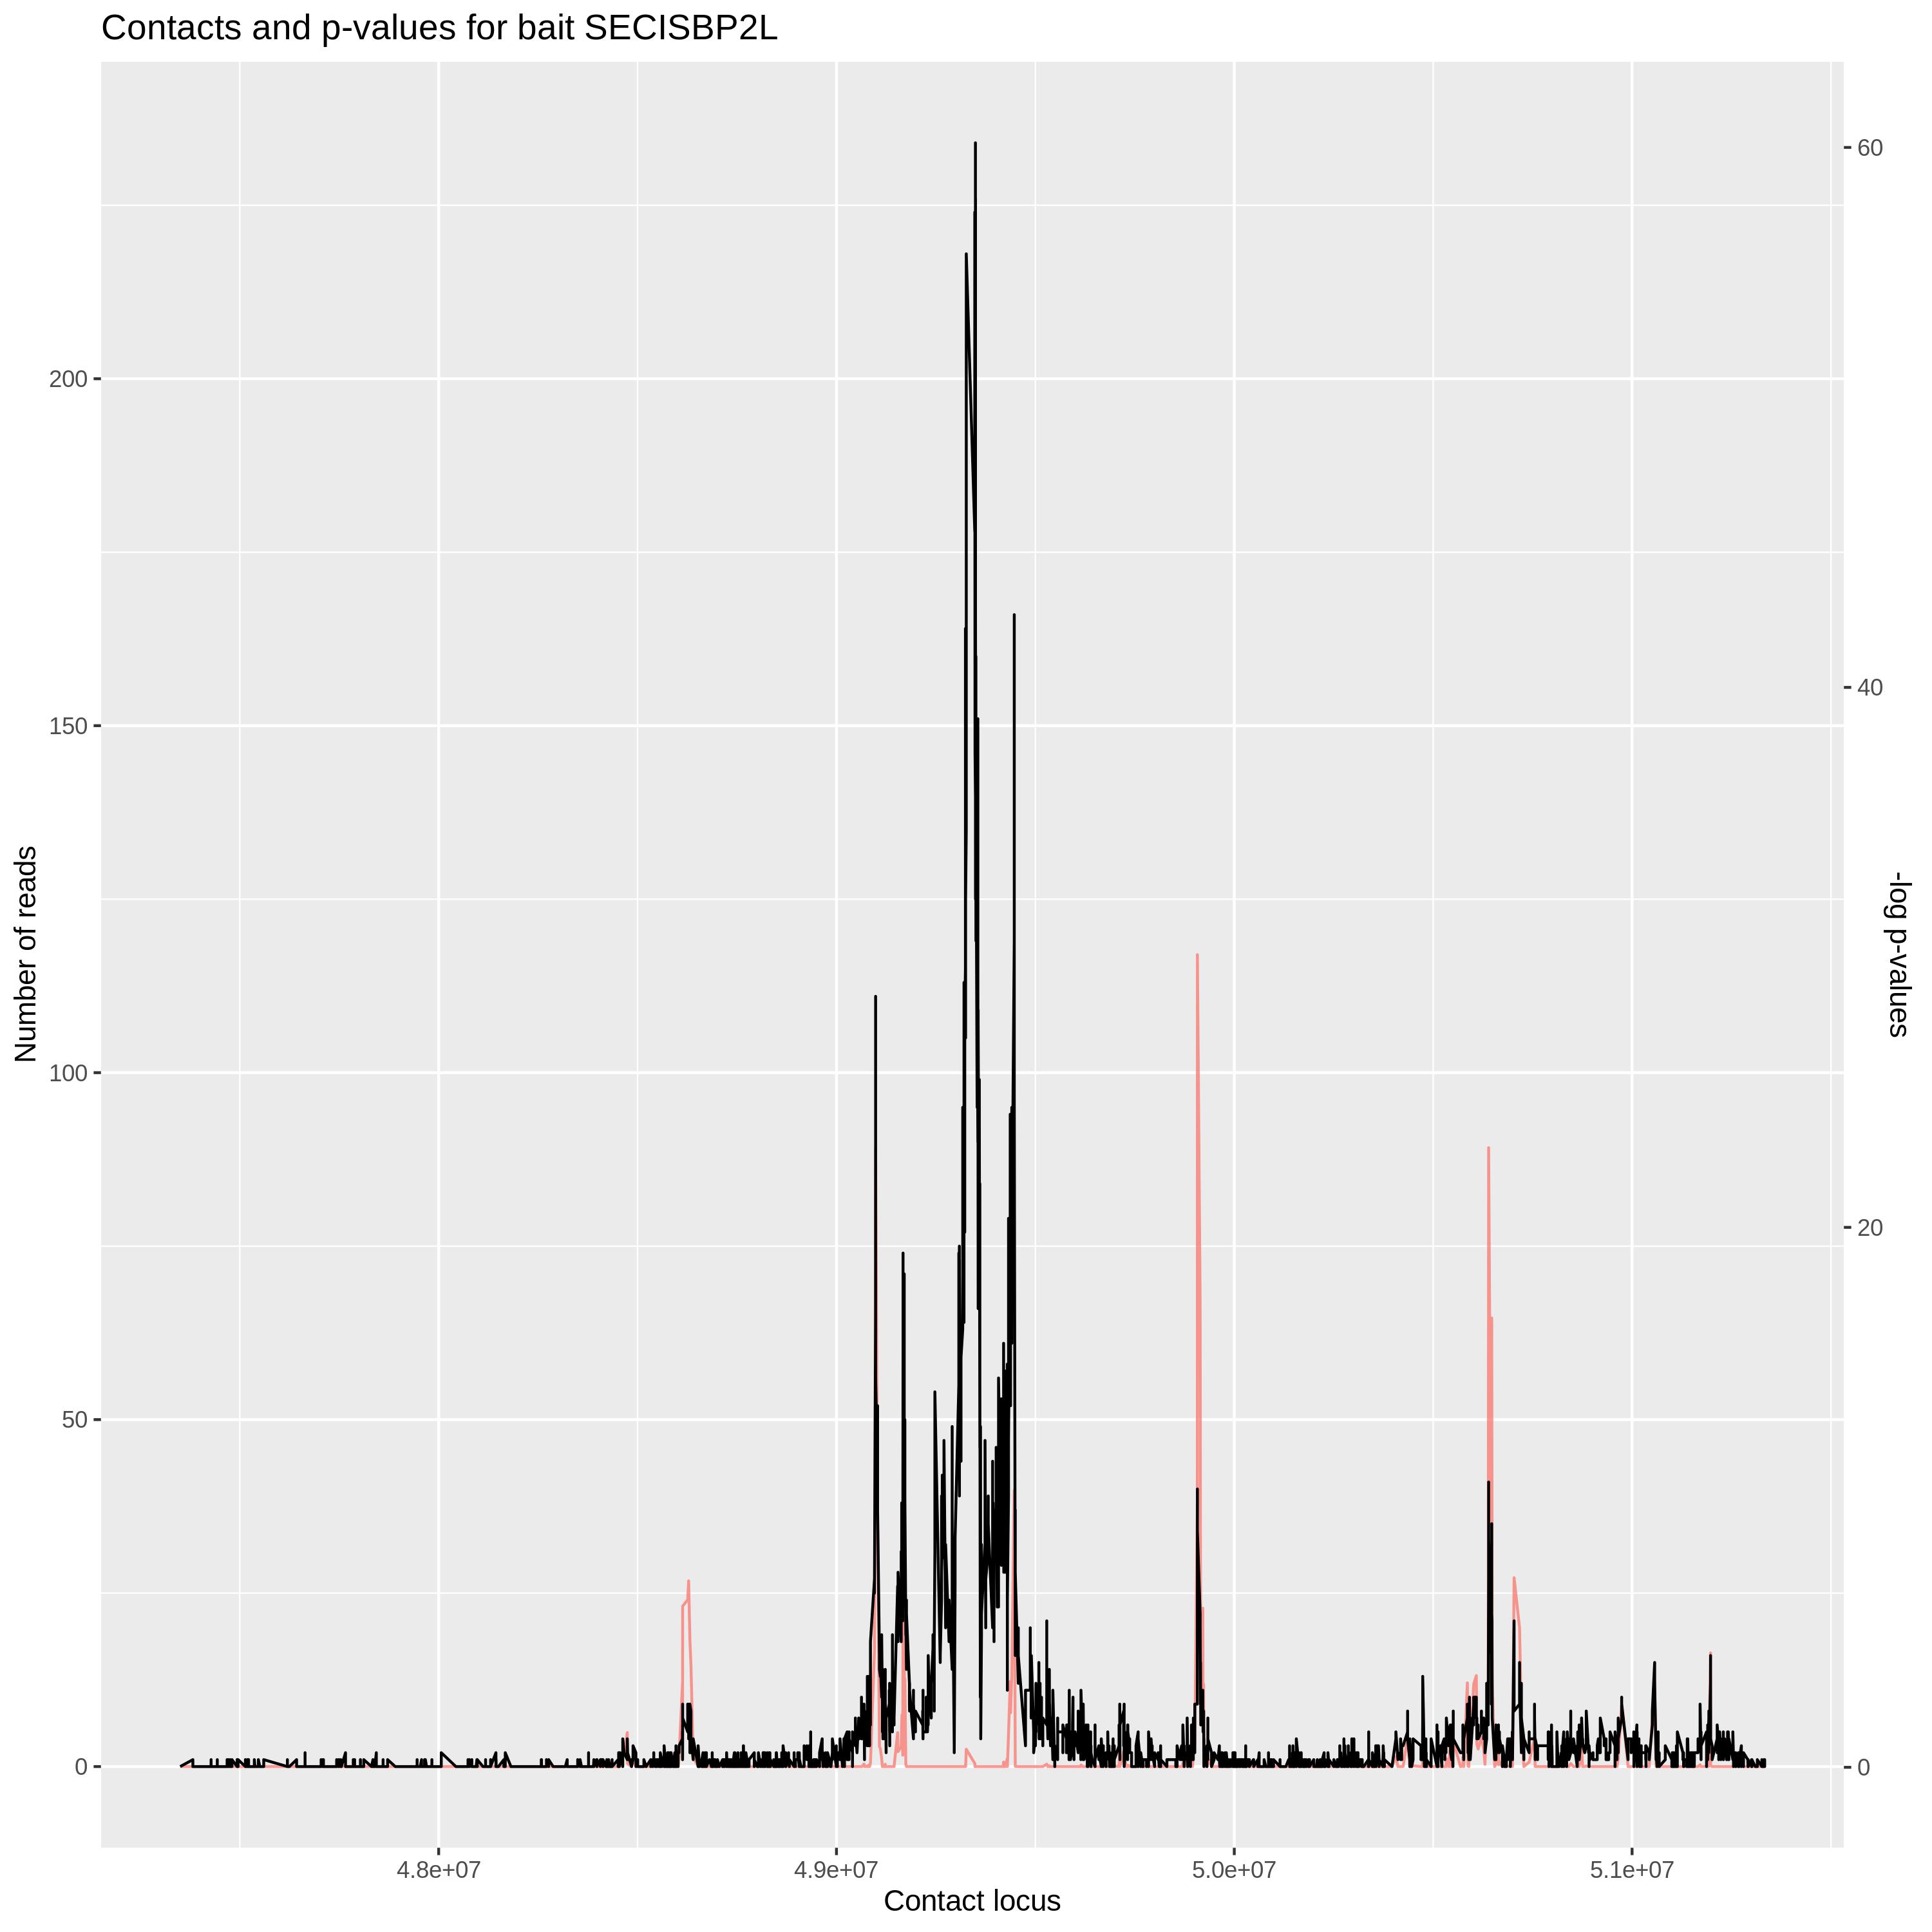 Contacts and p-values for bait SECISBP2L
60
200
40
150
Number of reads
-log p-values
100
20
50
0
0
4.8e+07
4.9e+07
5.0e+07
5.1e+07
Contact locus